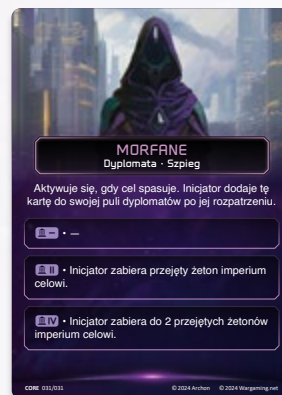 MORFANE
Dyplomata · Szpieg
Aktywuje się, gdy cel spasuje. Inicjator dodaje tę
kartę do swojej puli dyplomatów po jej rozpatrzeniu.
– • —
II • Inicjator zabiera przejęty żeton imperium
celowi.
IV • Inicjator zabiera do 2 przejętych żetonów
imperium celowi.
CORE 031/031 © 2024 Archon © 2024 Wargaming.net